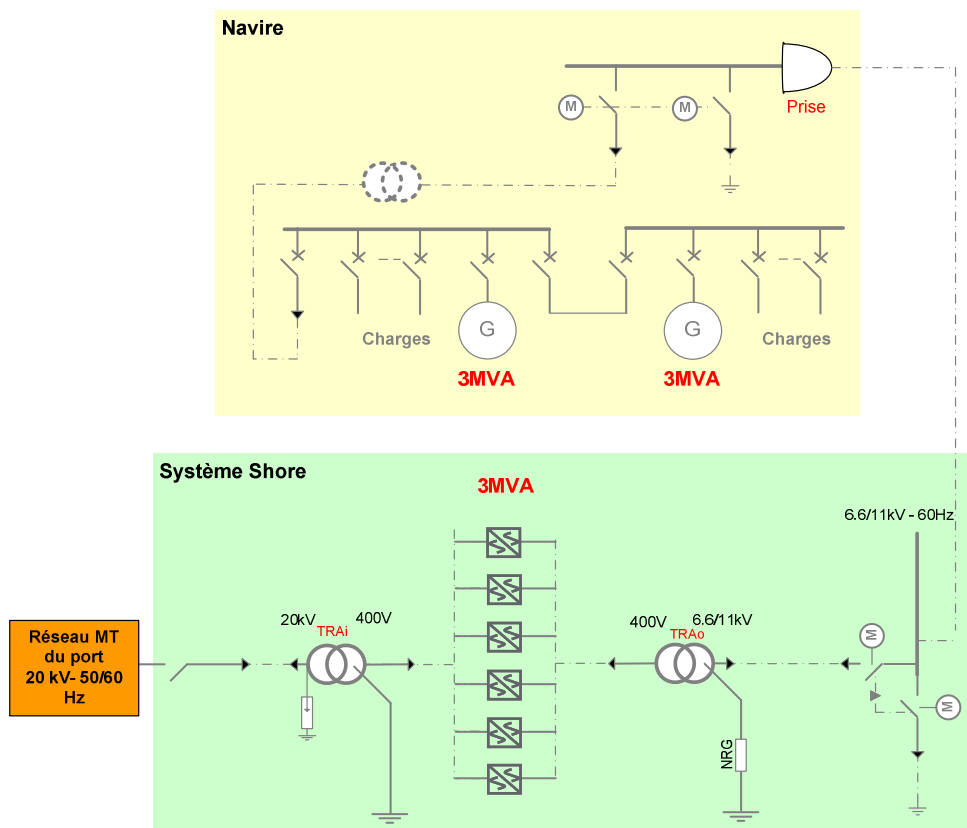 Navire
Prise
M
M
G
G
Charges
Charges
3MVA
3MVA
Système Shore
3MVA
6.6/11kV - 60Hz
20kV
400V
TRAi
400V
6.6/11kV
TRAo
Réseau MT
du port
20 kV- 50/60
Hz
M
M
NRG